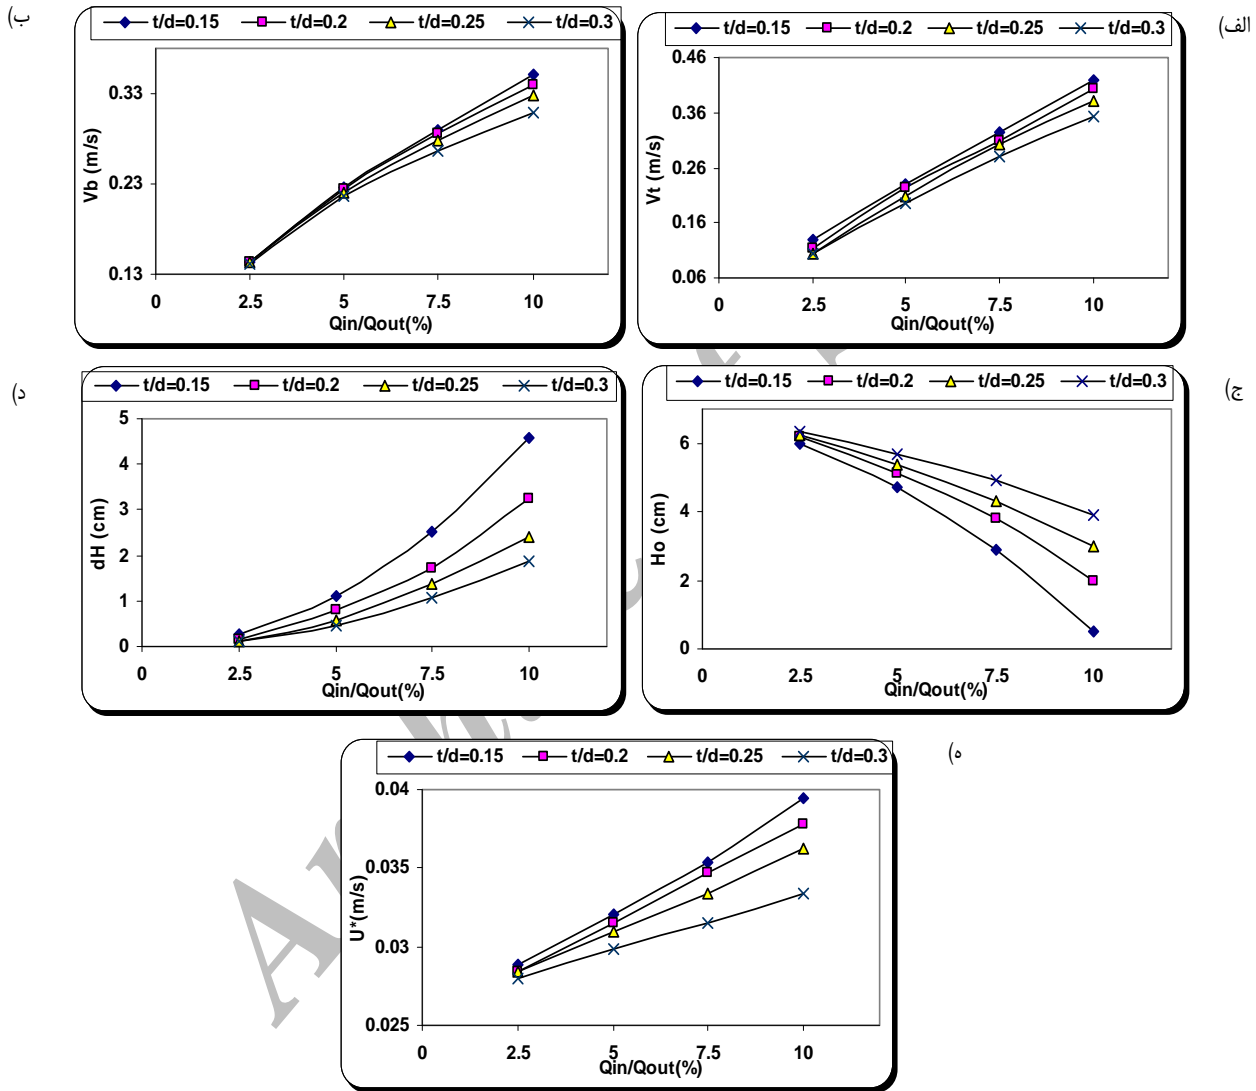 الف)
t/d=0.15 t/d=0.2 t/d=0.25 t/d=0.3
Vt (m/s)
0.46
0.36
0.26
0.16
0.06
0 2.5 5 7.5 10
Qin/Qout(%)
ب)
t/d=0.15 t/d=0.2 t/d=0.25 t/d=0.3
Vb (m/s)
0.33
0.23
0.13
0 2.5 5 7.5 10
Qin/Qout(%)
ج)
t/d=0.15 t/d=0.2 t/d=0.25 t/d=0.3
Ho (cm)
6
4
2
0
0 2.5 5 7.5 10
Qin/Qout(%)
د)
t/d=0.15 t/d=0.2 t/d=0.25 t/d=0.3
dH (cm)
5
4
3
2
1
0
0 2.5 5 7.5 10
Qin/Qout(%)
ه)
t/d=0.15 t/d=0.2 t/d=0.25 t/d=0.3
U*(m/s)
0.04
0.035
0.03
0.025
0 2.5 5 7.5 10
Qin/Qout(%)